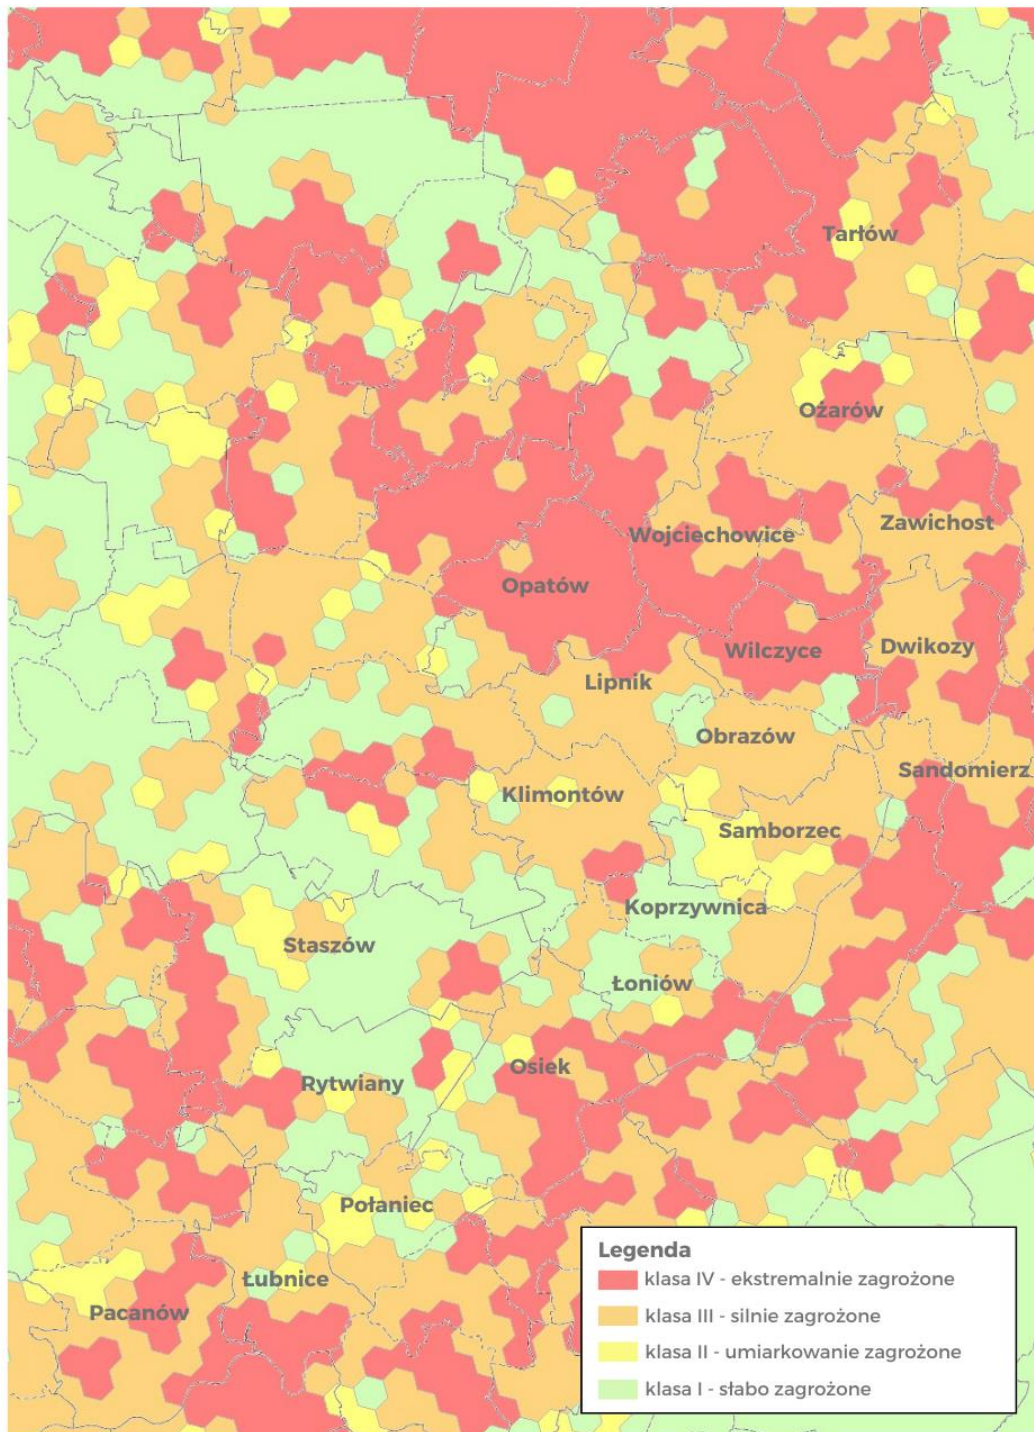 Tarłów
Ożarów
Wojciechowice
Zawichost
Opatów
Wilczyce
Dwikozy
Lipnik
Obrazów
Sandomierz
Klimontów
Samborzec
Koprzywnica
Staszów
Łoniów
Osiek
Rytwiany
Połaniec
Łubnice
Pacanów
Legenda
klasa IV - ekstremalnie zagrożone
klasa III - silnie zagrożone
klasa II - umiarkowanie zagrożone
klasa I - słabo zagrożone